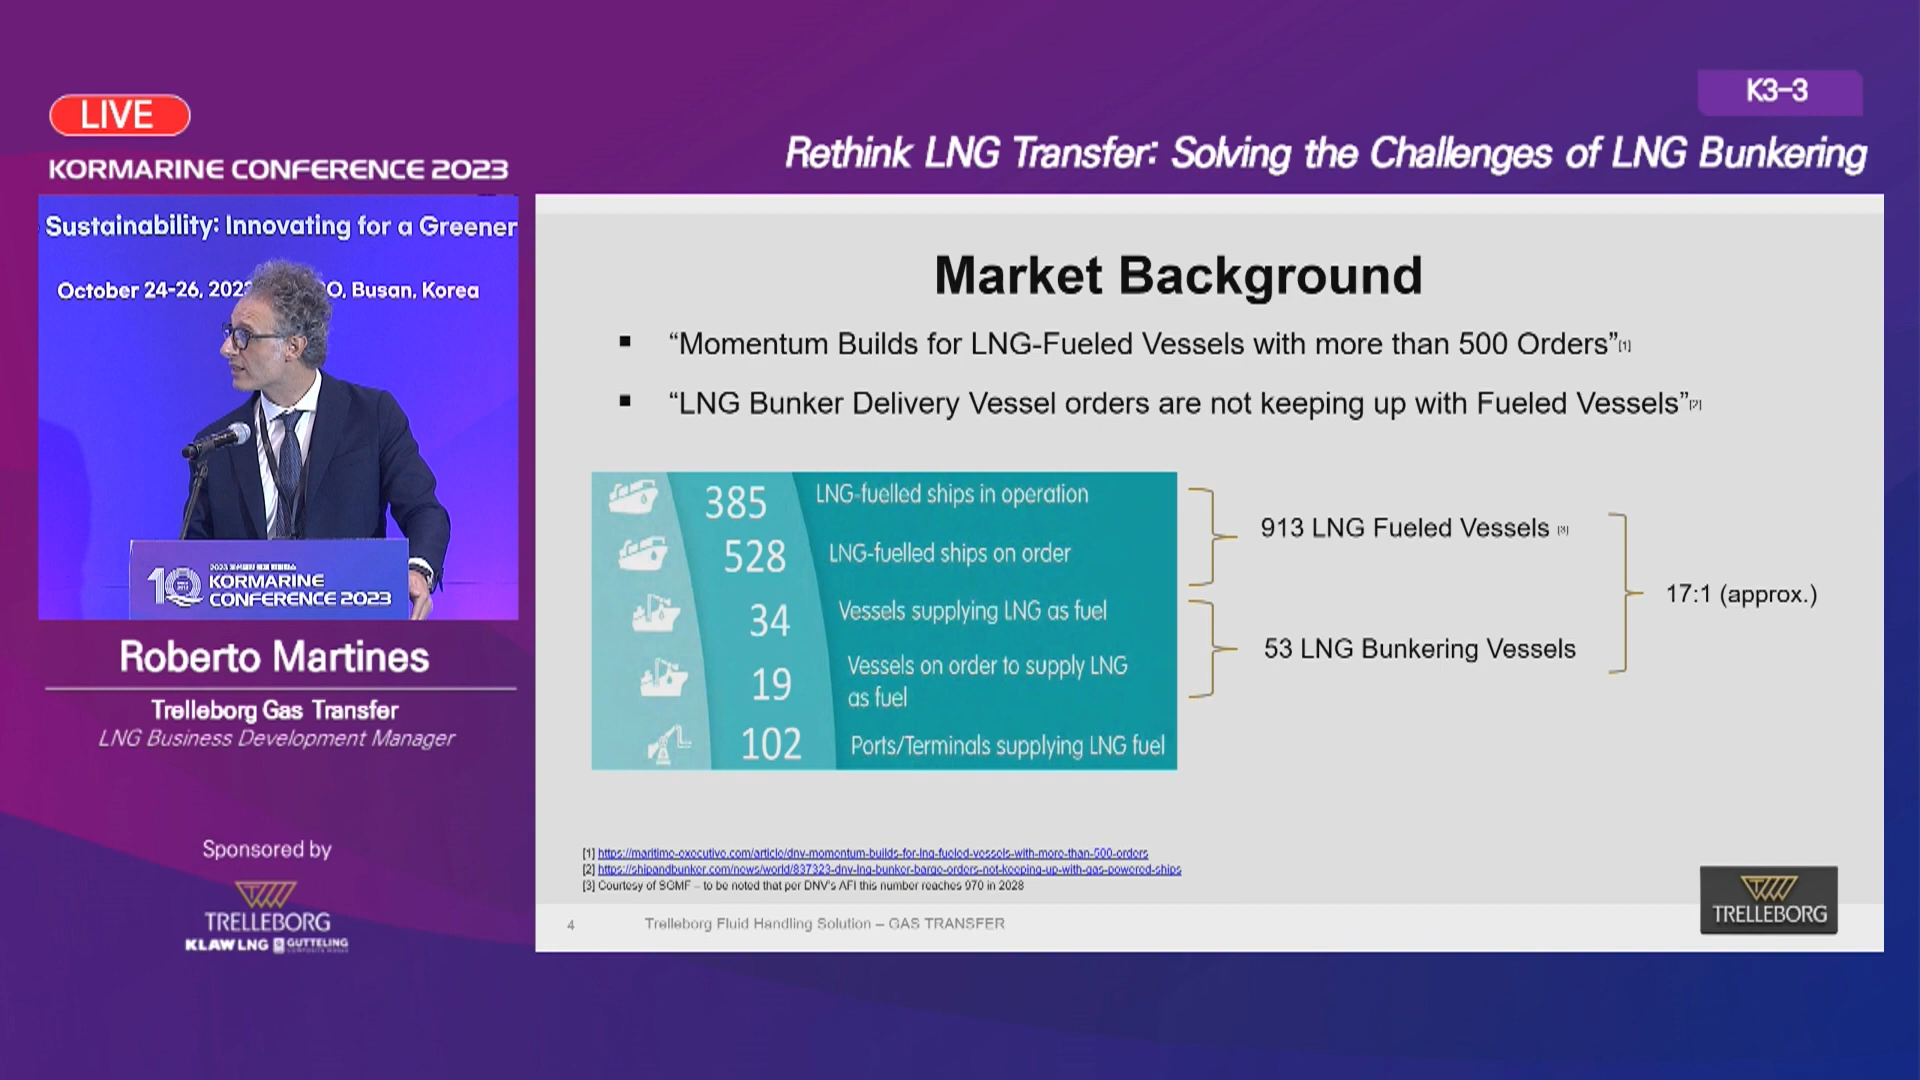 LIVE
KORMARINE CONFERENCE 2023
K3-3
Rethink LNG Transfer: Solving the Challenges of LNG Bunkering
Sustainability: Innovating for a Greener
October 24-26, 202
O, Busan, Korea
10
KORMARINE
CONFERENCE 2023
Roberto Martines
Trelleborg Gas Transfer
LNG Business Development Manager
Sponsored by
TRELLEBORG
KLAW LNG GUTTELING
Market Background
▪ “Momentum Builds for LNG-Fueled Vessels with more than 500 Orders”[1]
▪ “LNG Bunker Delivery Vessel orders are not keeping up with Fueled Vessels”[2]
385 LNG-fuelled ships in operation
528 LNG-fuelled ships on order
34 Vessels supplying LNG as fuel
19 Vessels on order to supply LNG
as fuel
102 Ports/Terminals supplying LNG fuel
913 LNG Fueled Vessels [3]
53 LNG Bunkering Vessels
17:1 (approx.)
[1] https://maritime-executive.com/article/dnv-momentum-builds-for-lng-fueled-vessels-with-more-than-500-orders
[2] https://shipandbunker.com/news/world/837323-dnv-lng-bunker-barge-orders-not-keeping-up-with-gas-powered-ships
[3] Courtesy of SGMF – to be noted that per DNV's AFI this number reaches 970 in 2028
4 Trelleborg Fluid Handling Solution – GAS TRANSFER
TRELLEBORG